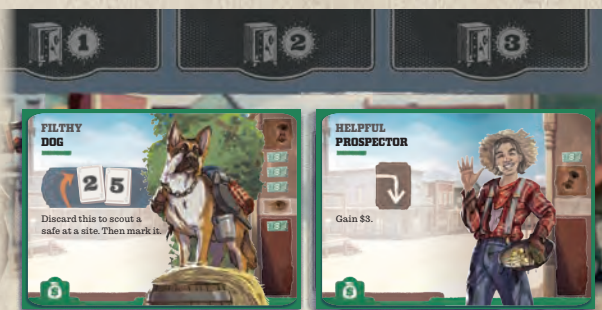 1
2
3
FILTHY
DOG
2 5
Discard this to scout a
safe at a site. Then mark it.
HELPFUL
PROSPECTOR
Gain $3.